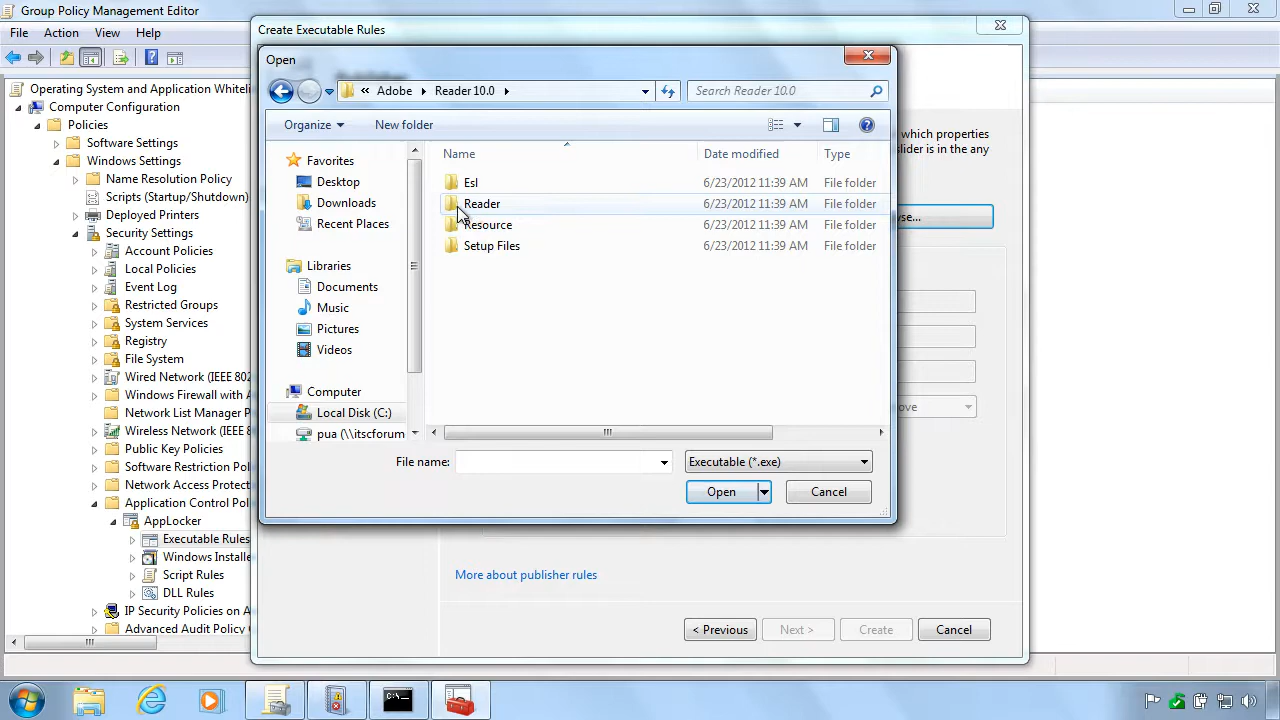 Group Policy Management Editor
File Action View Help
Operating System and Application Whiteli
Computer Configuration
Policies
Software Settings
Windows Settings
Name Resolution Policy
Scripts (Startup/Shutdown)
Deployed Printers
Security Settings
Account Policies
Local Policies
Event Log
Restricted Groups
System Services
Registry
File System
Wired Network (IEEE 802
Windows Firewall with A
Network List Manager P
Wireless Network (IEEE 8
Public Key Policies
Software Restriction Pol
Network Access Protect
Application Control Pol
AppLocker
Executable Rules
Windows Installe
Script Rules
DLL Rules
IP Security Policies on A
Advanced Audit Policy
Create Executable Rules
which properties
slider is in the any
wse...
ove
More about publisher rules
< Previous Next > Create Cancel
Open
« Adobe Reader 10.0
Search Reader 10.0
Organize New folder
Favorites
Desktop
Downloads
Recent Places
Libraries
Documents
Music
Pictures
Videos
Computer
Local Disk (C:)
pua (\\itscforum
Name Date modified Type
Esl 6/23/2012 11:39 AM File folder
Reader 6/23/2012 11:39 AM File folder
Resource 6/23/2012 11:39 AM File folder
Setup Files 6/23/2012 11:39 AM File folder
File name: Executable (*.exe)
Open Cancel